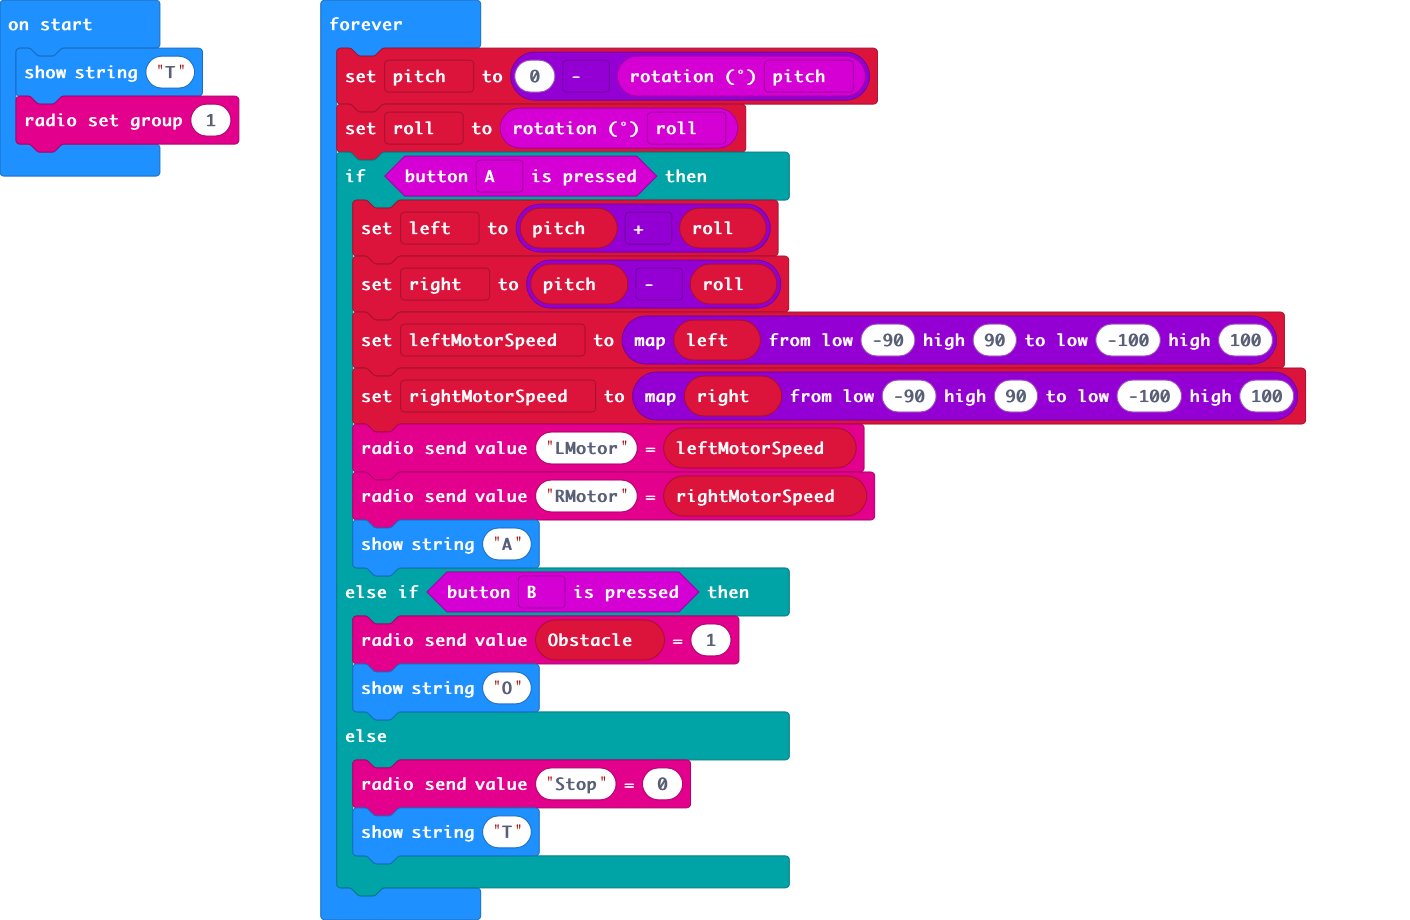 on start
show string "T"
radio set group 1
forever
set pitch to 0 - rotation (°) pitch
set roll to rotation (°) roll
if button A is pressed then
set left to pitch + roll
set right to pitch - roll
set leftMotorSpeed to map left from low -90 high 90 to low -100 high 100
set rightMotorSpeed to map right from low -90 high 90 to low -100 high 100
radio send value "LMotor" = leftMotorSpeed
radio send value "RMotor" = rightMotorSpeed
show string "A"
else if button B is pressed then
radio send value Obstacle = 1
show string "O"
else
radio send value "Stop" = 0
show string "T"